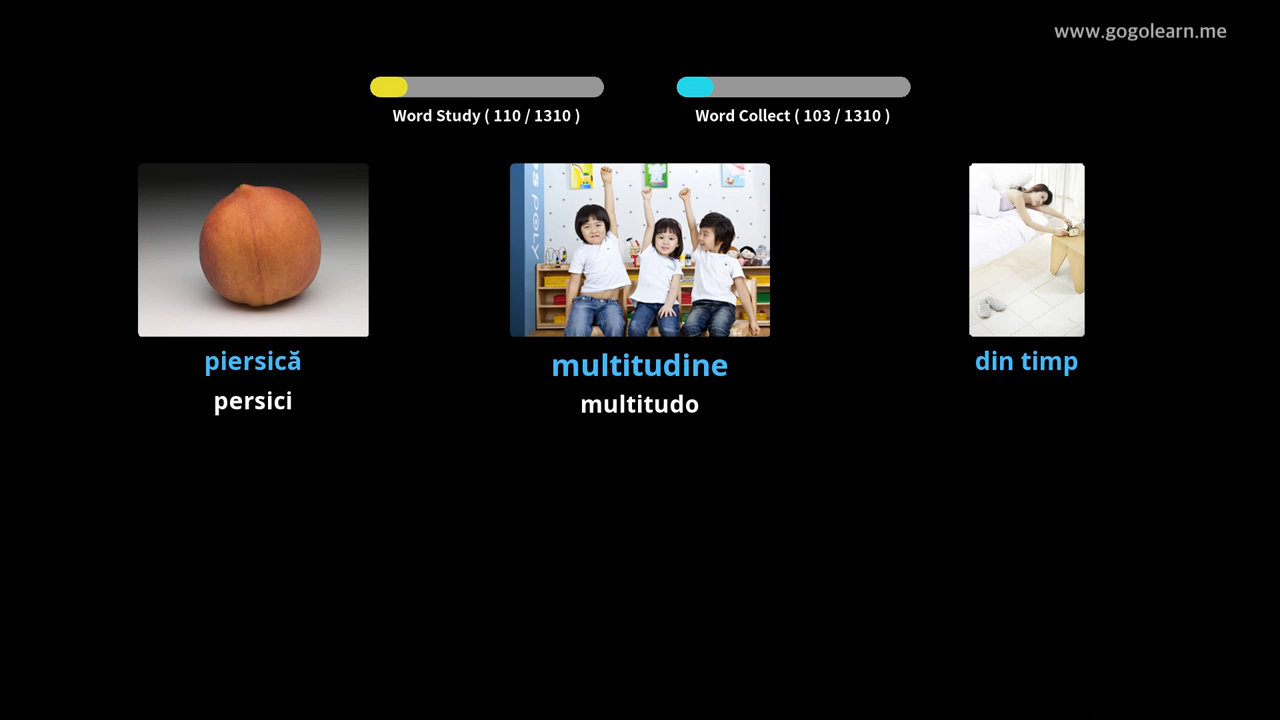 www.gogolearn.me
Word Study ( 110 / 1310 )
Word Collect ( 103 / 1310 )
piersică
persici
multitudine
multitudo
din timp